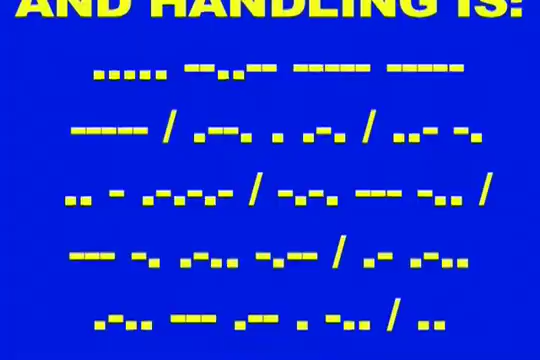 AND HANDLING IS:
..... --..-- ----- -----
----- / .--. . .-. / ..- -.
.. - .-.-.- / -.-. --- -.. /
--- -. .-.. -.-- / .- .-..
.-.. --- .-- . -.. / ..